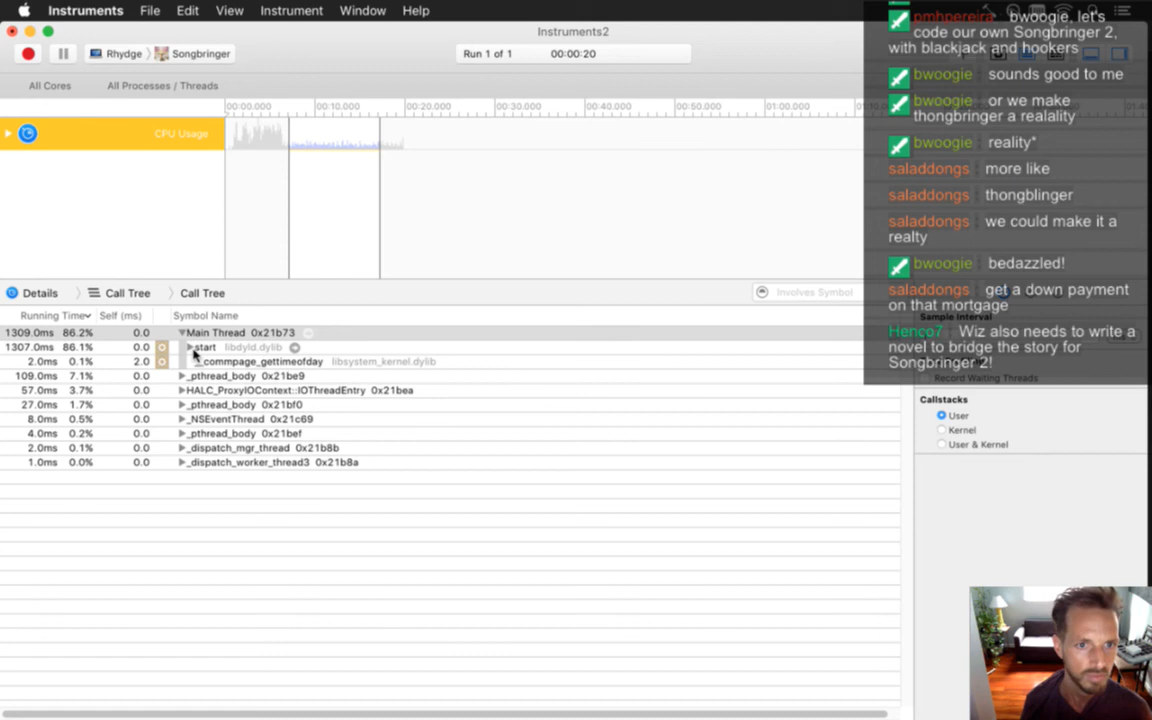 Instruments File Edit View Instrument Window Help
Instruments2
Rhydge Songbringer
Run 1 of 1 00:00:20
All Cores All Processes / Threads
00:00.000 00:10.000 00:20.000 00:30.000 00:40.000 00:50.000 01:00.000
CPU Usage
Details Call Tree Call Tree
Involves Symbol
Running Time Self (ms) Symbol Name
1309.0ms 86.2% 0.0 Main Thread 0x21b73
1307.0ms 86.1% 0.0 start libdyld.dylib
2.0ms 0.1% 2.0 commpage_gettimeofday libsystem_kernel.dylib
109.0ms 7.1% 0.0 _pthread_body 0x21be9
57.0ms 3.7% 0.0 HALC_ProxyIOContext::IOThreadEntry 0x21bea
27.0ms 1.7% 0.0 _pthread_body 0x21bf0
8.0ms 0.5% 0.0 _NSEventThread 0x21c69
4.0ms 0.2% 0.0 _pthread_body 0x21bef
2.0ms 0.1% 0.0 _dispatch_mgr_thread 0x21b8b
1.0ms 0.0% 0.0 _dispatch_worker_thread3 0x21b8a
pmhpereira bwoogie, let's
code our own Songbringer 2,
with blackjack and hookers
bwoogie sounds good to me
bwoogie or we make
thongbringer a realality
bwoogie reality*
saladdongs more like
saladdongs thongblinger
saladdongs we could make it a
realty
bwoogie bedazzled!
saladdongs get a down payment
on that mortgage
Henco7 Wiz also needs to write a
novel to bridge the story for
Songbringer 2!
Sample Interval
Record Waiting Threads
Callstacks
User
Kernel
User & Kernel